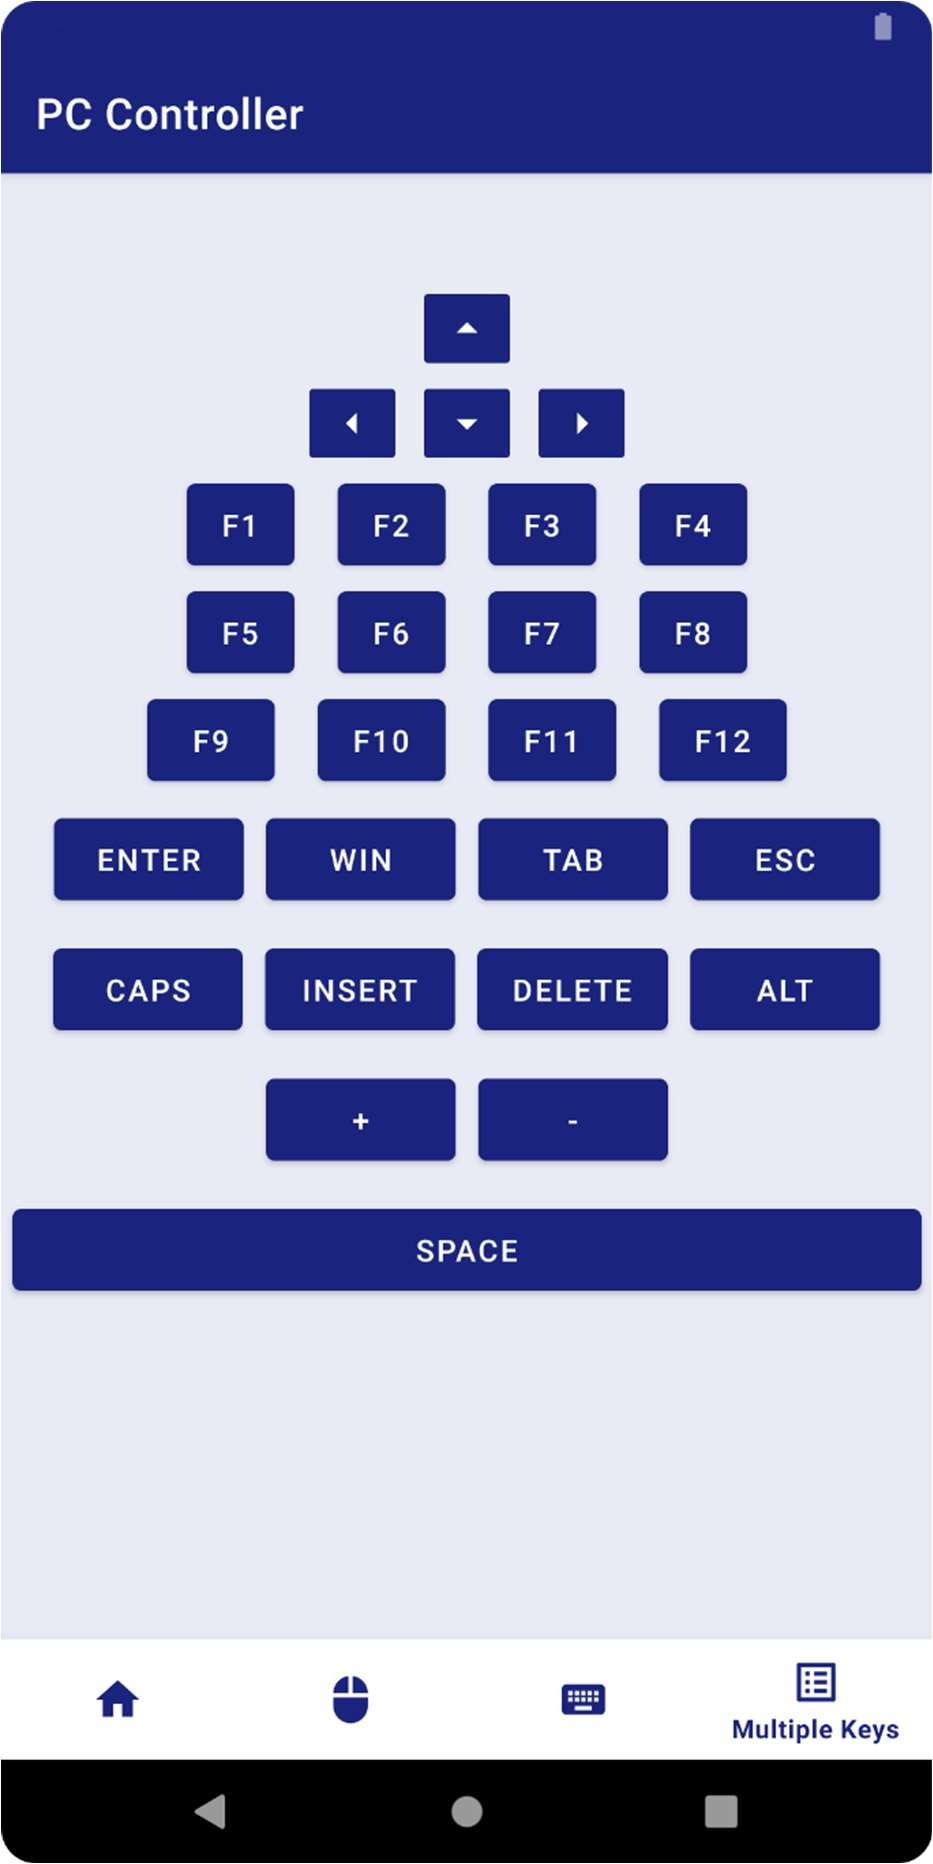 PC Controller
F1 F2 F3 F4
F5 F6 F7 F8
F9 F10 F11 F12
ENTER WIN TAB ESC
CAPS INSERT DELETE ALT
+ -
SPACE
Multiple Keys